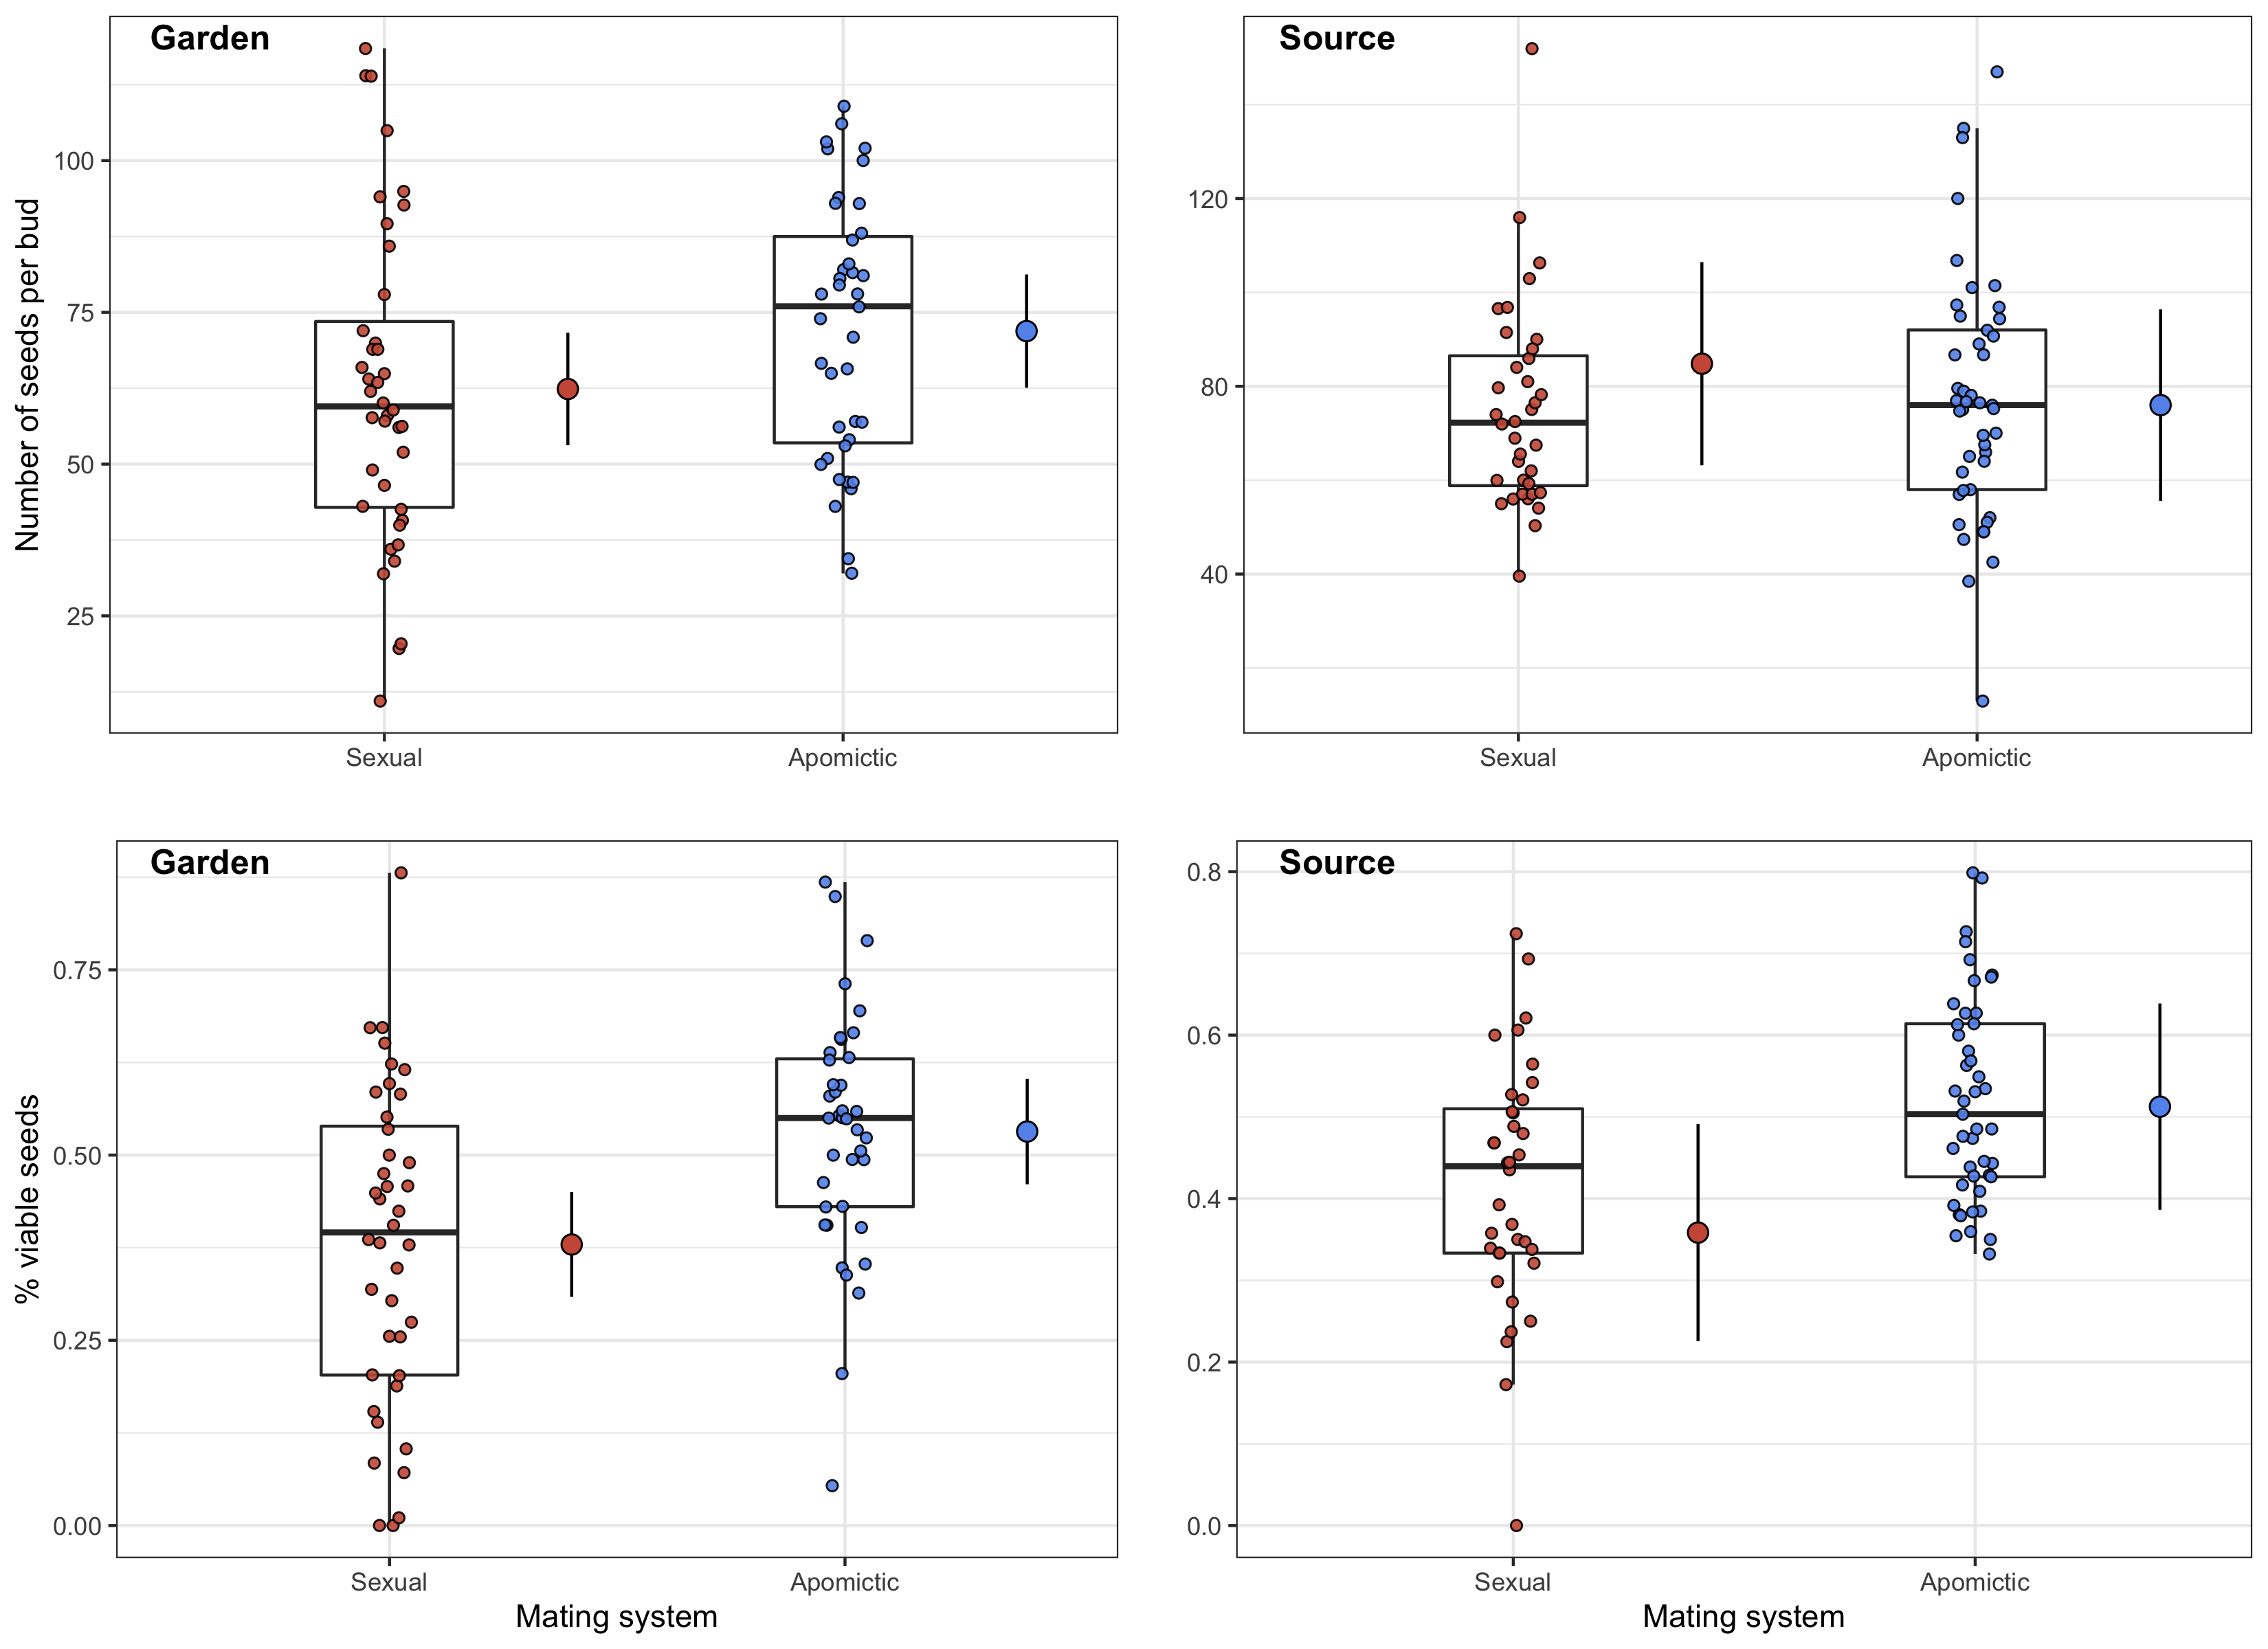 Garden
Number of seeds per bud
100
75
50
25
Sexual Apomictic
Source
120
80
40
Sexual Apomictic
Garden
% viable seeds
0.75
0.50
0.25
0.00
Sexual Apomictic
Mating system
Source
0.8
0.6
0.4
0.2
0.0
Sexual Apomictic
Mating system